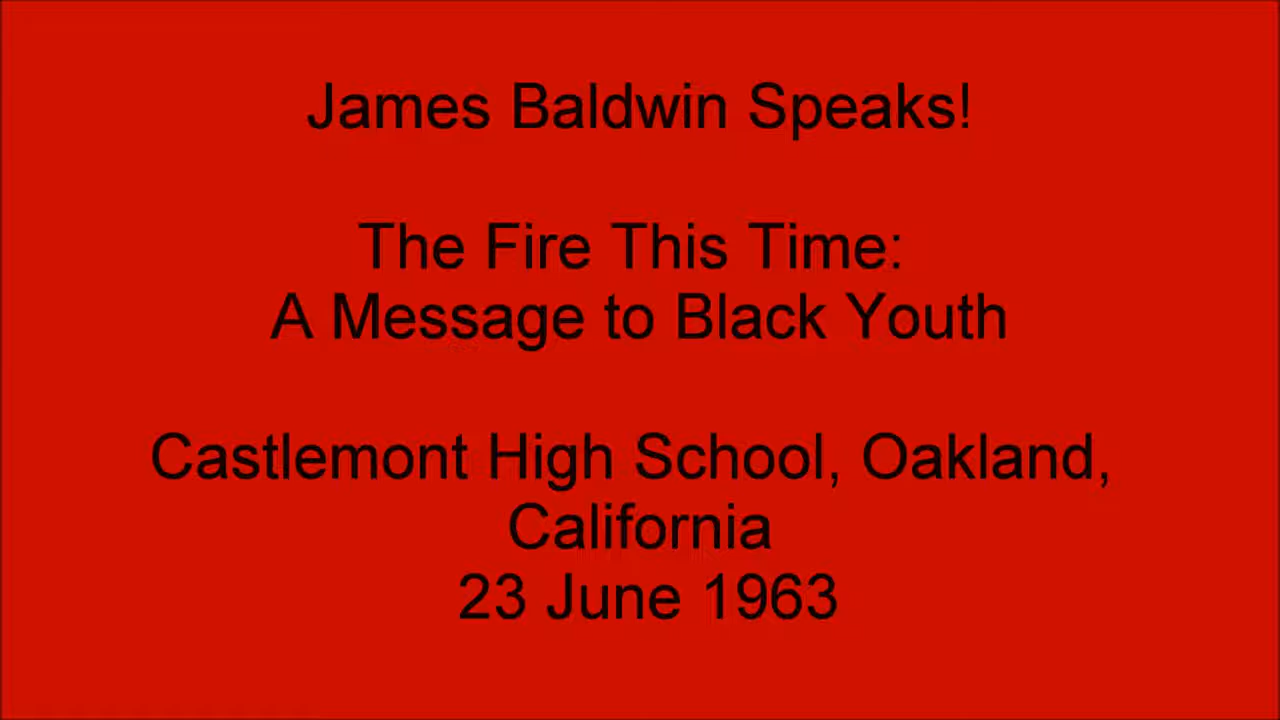 James Baldwin Speaks!
The Fire This Time:
A Message to Black Youth
Castlemont High School, Oakland,
California
23 June 1963